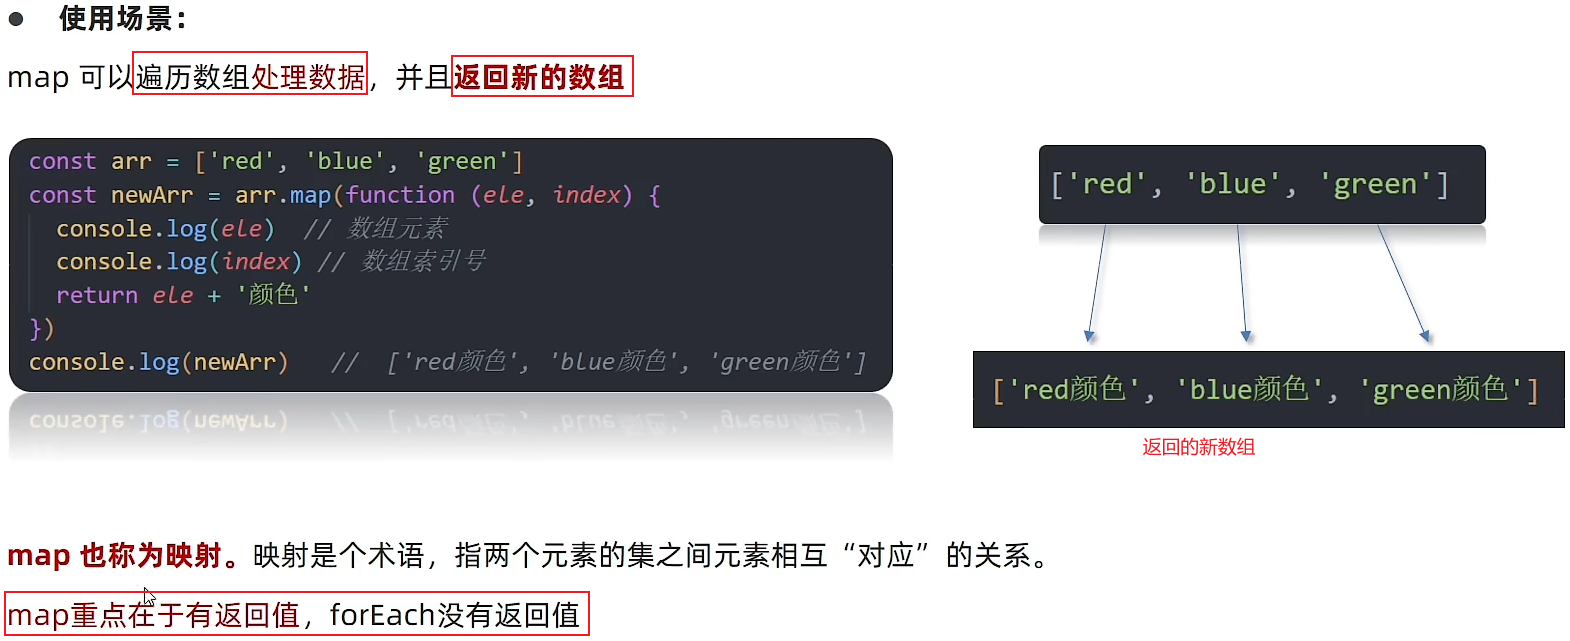 ● 使用场景：
map 可以遍历数组处理数据，并且返回新的数组
const arr = ['red', 'blue', 'green']
const newArr = arr.map(function (ele, index) {
  console.log(ele)  // 数组元素
  console.log(index) // 数组索引号
  return ele + '颜色'
})
console.log(newArr)   //  ['red颜色', 'blue颜色', 'green颜色']
['red', 'blue', 'green']
['red颜色', 'blue颜色', 'green颜色']
返回的新数组
map 也称为映射。映射是个术语，指两个元素的集之间元素相互“对应”的关系。
map重点在于有返回值，forEach没有返回值